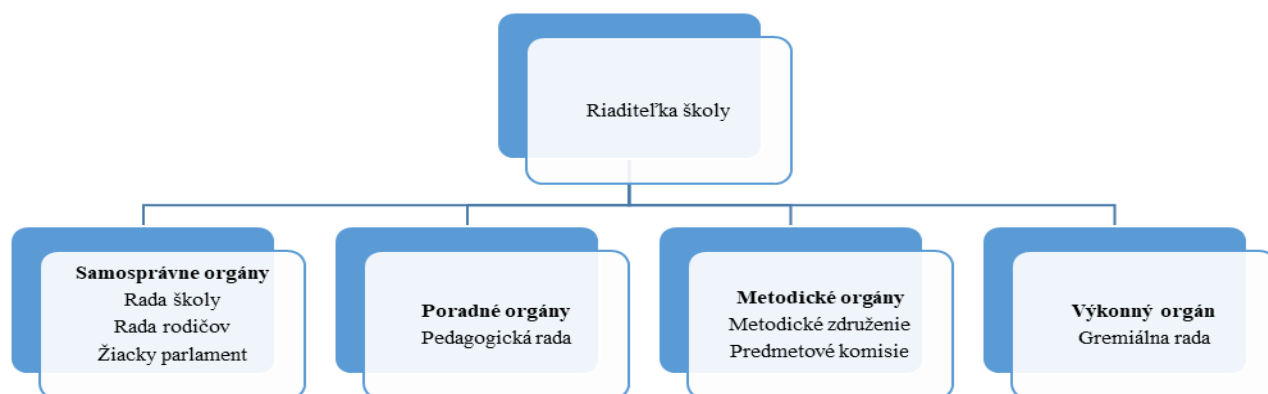 Riaditeľka školy
Samosprávne orgány
Rada školy
Rada rodičov
Žiacky parlament
Poradné orgány
Pedagogická rada
Metodické orgány
Metodické združenie
Predmetové komisie
Výkonný orgán
Gremiálna rada